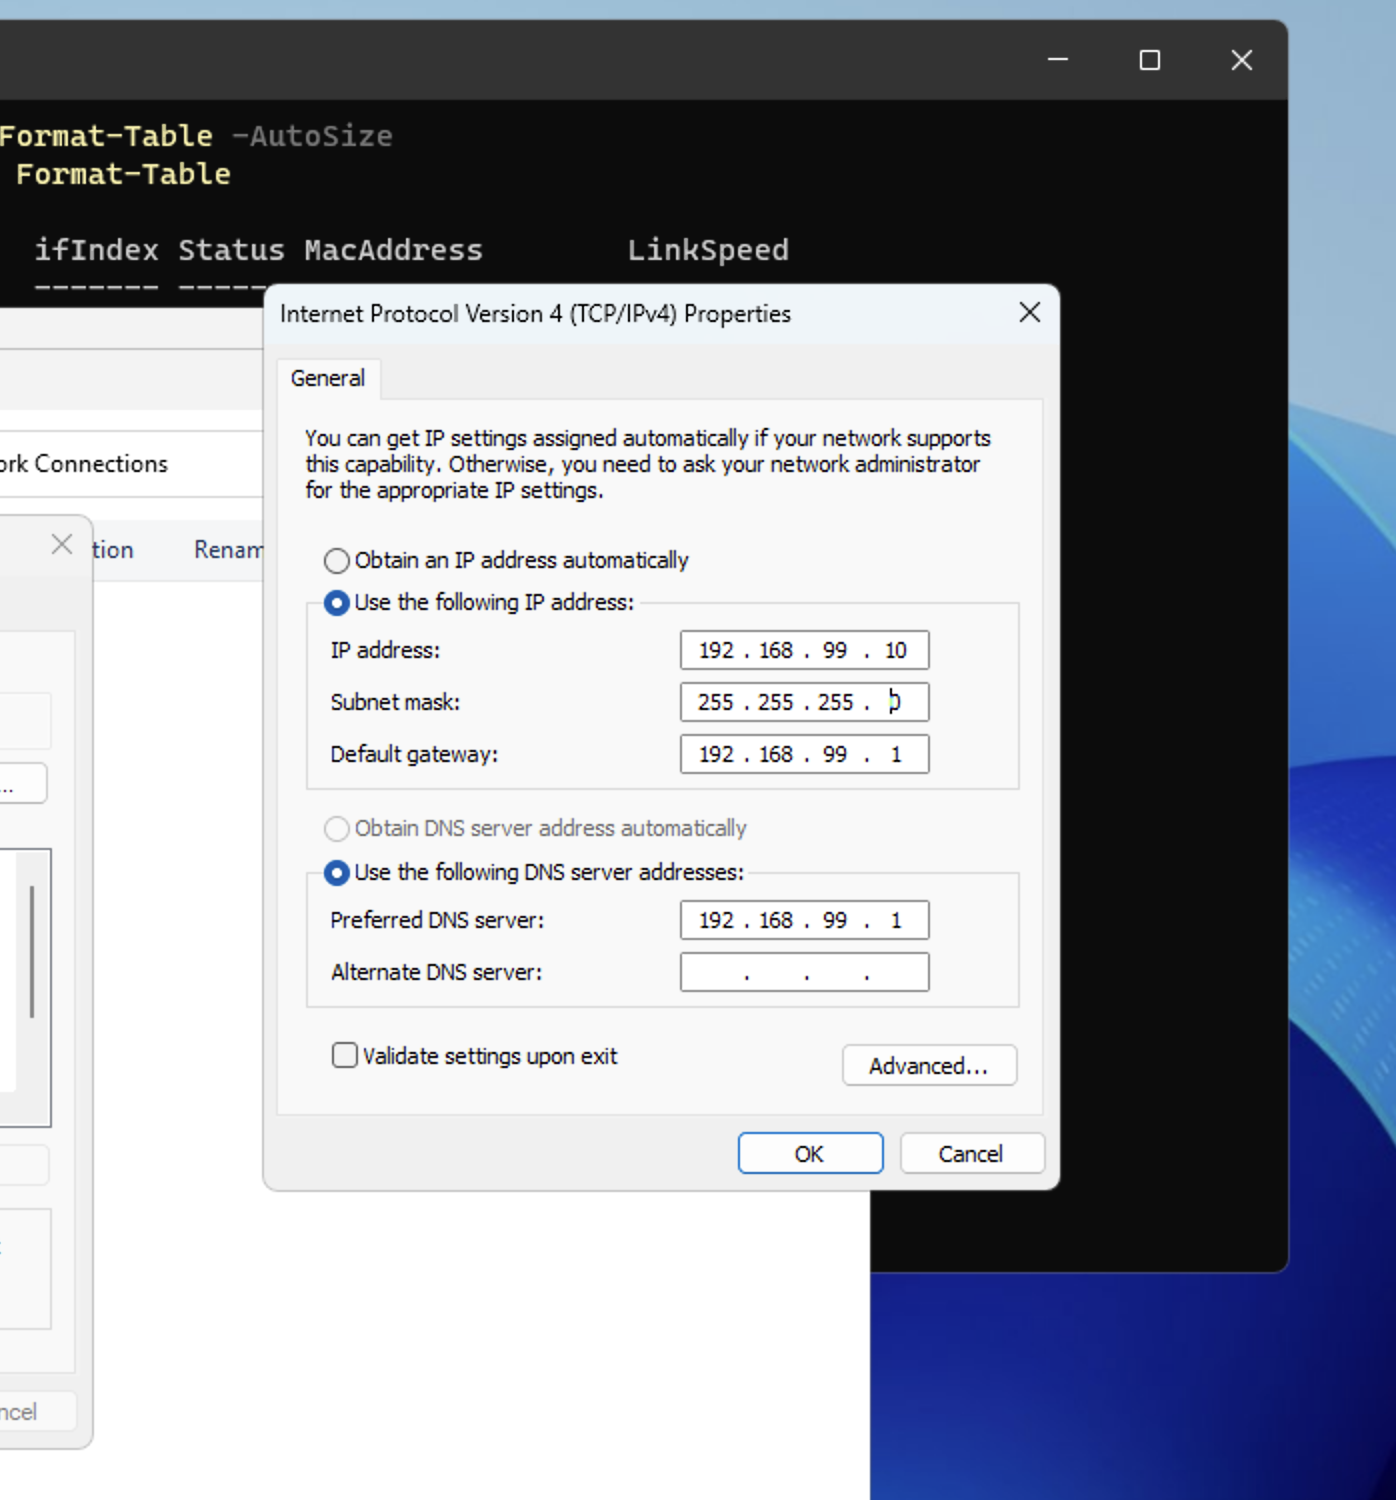 Format-Table -AutoSize
Format-Table
ifIndex Status MacAddress LinkSpeed
------- -----
Internet Protocol Version 4 (TCP/IPv4) Properties
General
You can get IP settings assigned automatically if your network supports
this capability. Otherwise, you need to ask your network administrator
for the appropriate IP settings.
ork Connections
tion Renam
Obtain an IP address automatically
Use the following IP address:
IP address: 192 . 168 . 99 . 10
Subnet mask: 255 . 255 . 255 . 0
Default gateway: 192 . 168 . 99 . 1
...
Obtain DNS server address automatically
Use the following DNS server addresses:
Preferred DNS server: 192 . 168 . 99 . 1
Alternate DNS server: . . .
Validate settings upon exit
Advanced...
OK Cancel
ncel